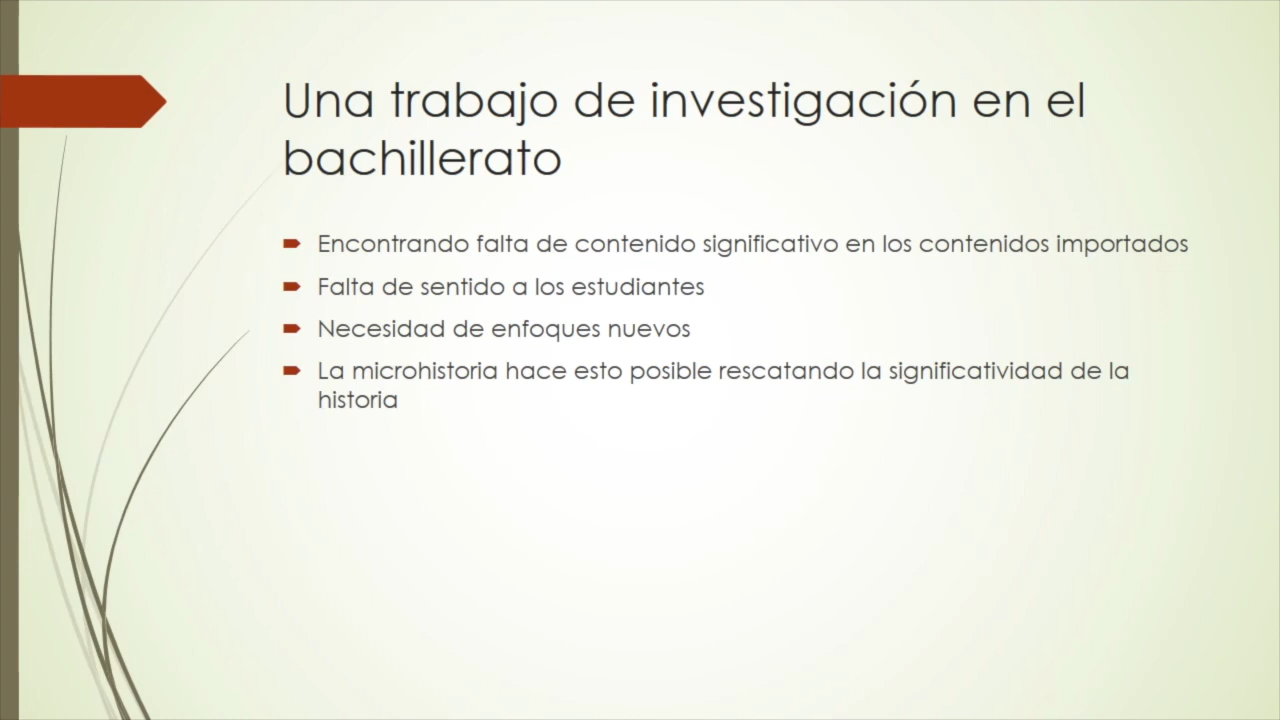 Una trabajo de investigación en el
bachillerato
Encontrando falta de contenido significativo en los contenidos importados
Falta de sentido a los estudiantes
Necesidad de enfoques nuevos
La microhistoria hace esto posible rescatando la significatividad de la
historia